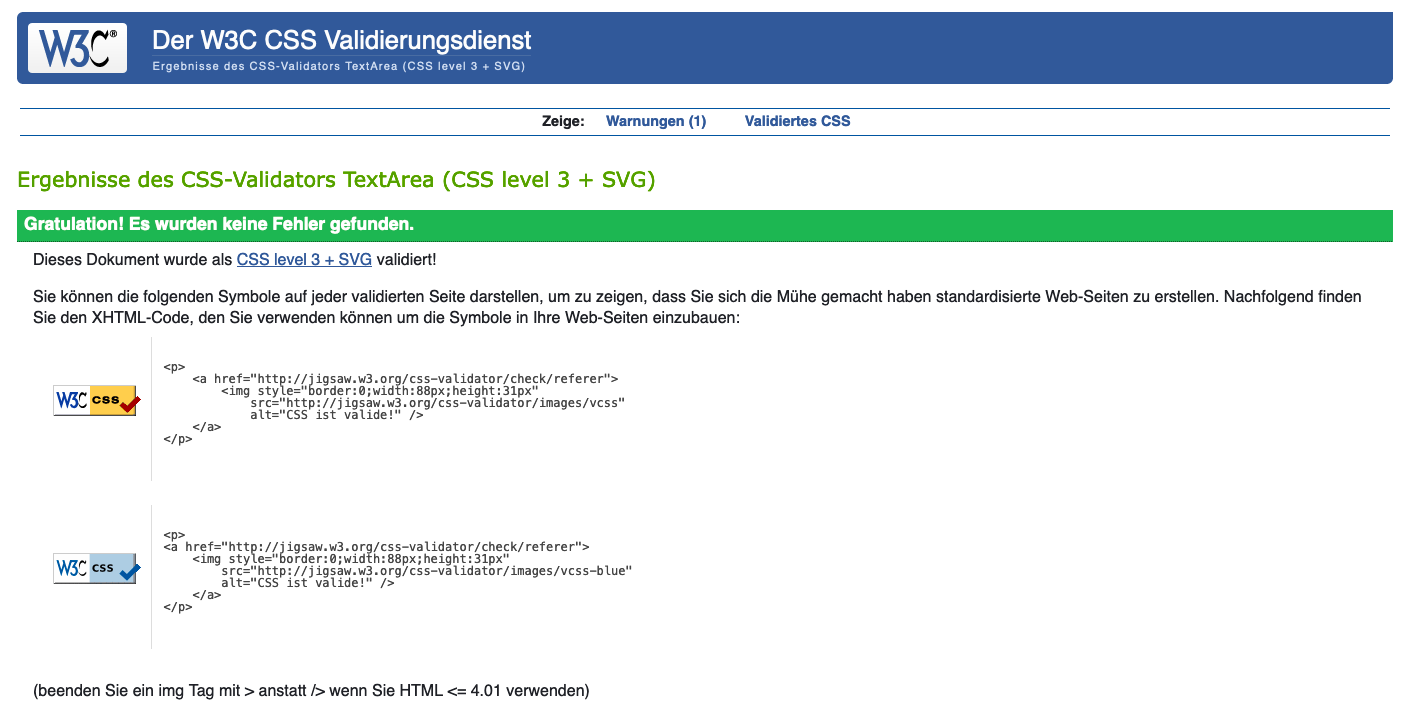 W3C®
Der W3C CSS Validierungsdienst
Ergebnisse des CSS-Validators TextArea (CSS level 3 + SVG)
Zeige: Warnungen (1) Validiertes CSS
Ergebnisse des CSS-Validators TextArea (CSS level 3 + SVG)
Gratulation! Es wurden keine Fehler gefunden.
Dieses Dokument wurde als CSS level 3 + SVG validiert!
Sie können die folgenden Symbole auf jeder validierten Seite darstellen, um zu zeigen, dass Sie sich die Mühe gemacht haben standardisierte Web-Seiten zu erstellen. Nachfolgend finden
Sie den XHTML-Code, den Sie verwenden können um die Symbole in Ihre Web-Seiten einzubauen:
W3C css
<p>
    <a href="http://jigsaw.w3.org/css-validator/check/referer">
        <img style="border:0;width:88px;height:31px"
            src="http://jigsaw.w3.org/css-validator/images/vcss"
            alt="CSS ist valide!" />
    </a>
</p>
W3C css
<p>
<a href="http://jigsaw.w3.org/css-validator/check/referer">
    <img style="border:0;width:88px;height:31px"
        src="http://jigsaw.w3.org/css-validator/images/vcss-blue"
        alt="CSS ist valide!" />
    </a>
</p>
(beenden Sie ein img Tag mit > anstatt /> wenn Sie HTML <= 4.01 verwenden)